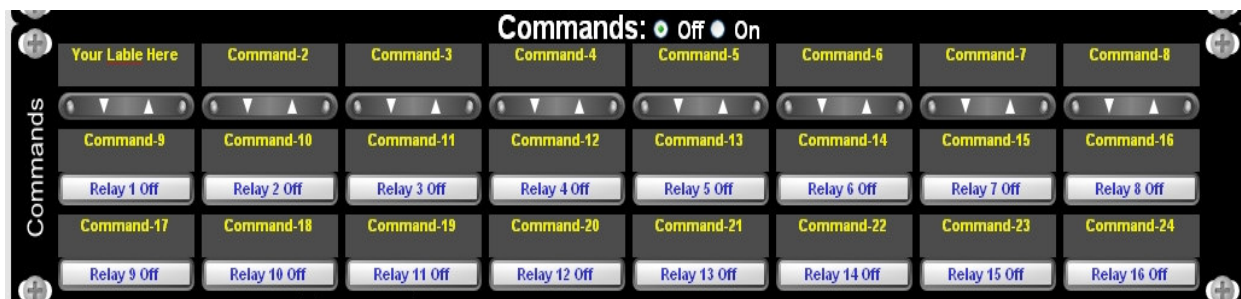 Commands: Off On
Your Lable Here Command-2 Command-3 Command-4 Command-5 Command-6 Command-7 Command-8
Commands
Command-9 Command-10 Command-11 Command-12 Command-13 Command-14 Command-15 Command-16
Relay 1 Off Relay 2 Off Relay 3 Off Relay 4 Off Relay 5 Off Relay 6 Off Relay 7 Off Relay 8 Off
Command-17 Command-18 Command-19 Command-20 Command-21 Command-22 Command-23 Command-24
Relay 9 Off Relay 10 Off Relay 11 Off Relay 12 Off Relay 13 Off Relay 14 Off Relay 15 Off Relay 16 Off